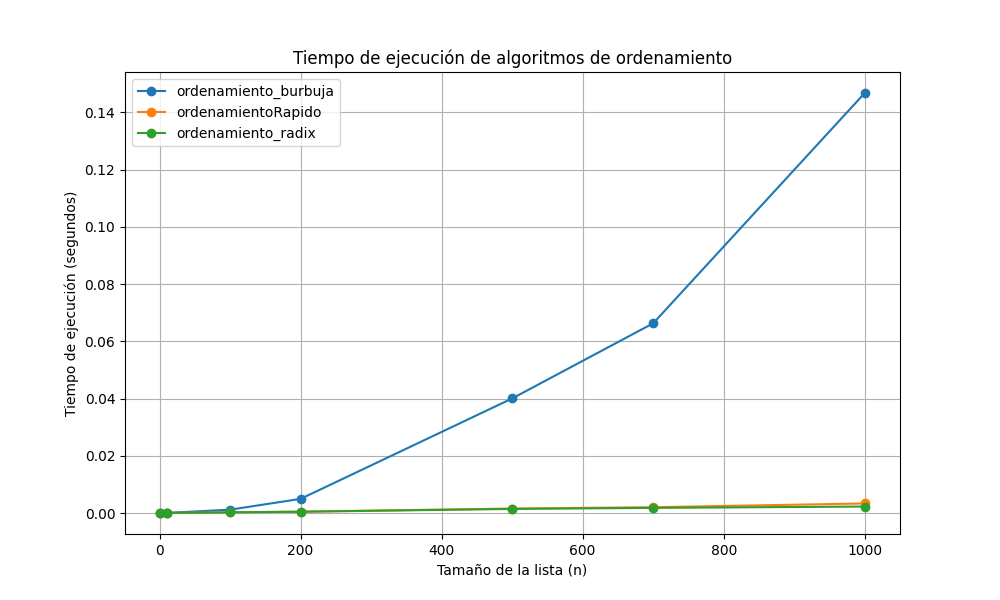 Tiempo de ejecución de algoritmos de ordenamiento
ordenamiento_burbuja
ordenamientoRapido
ordenamiento_radix
Tiempo de ejecución (segundos)
0.14
0.12
0.10
0.08
0.06
0.04
0.02
0.00
0 200 400 600 800 1000
Tamaño de la lista (n)